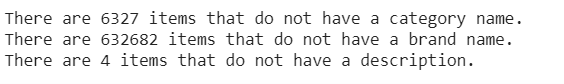 There are 6327 items that do not have a category name.
There are 632682 items that do not have a brand name.
There are 4 items that do not have a description.